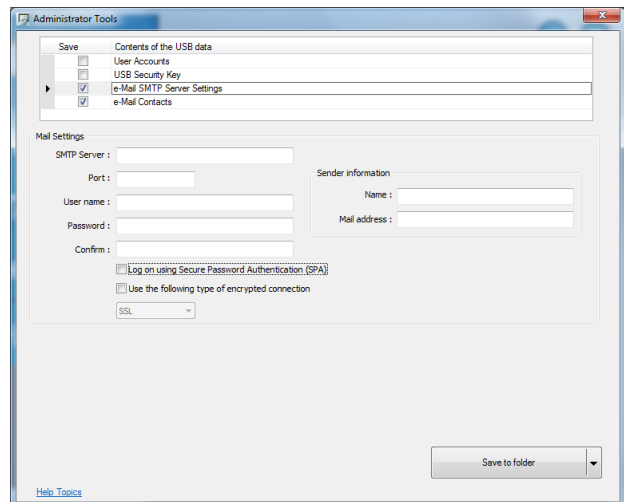 Administrator Tools
Save Contents of the USB data
User Accounts
USB Security Key
e-Mail SMTP Server Settings
e-Mail Contacts
Mail Settings
SMTP Server :
Port :
User name :
Password :
Confirm :
Log on using Secure Password Authentication (SPA)
Use the following type of encrypted connection
SSL
Sender information
Name :
Mail address :
Save to folder
Help Topics